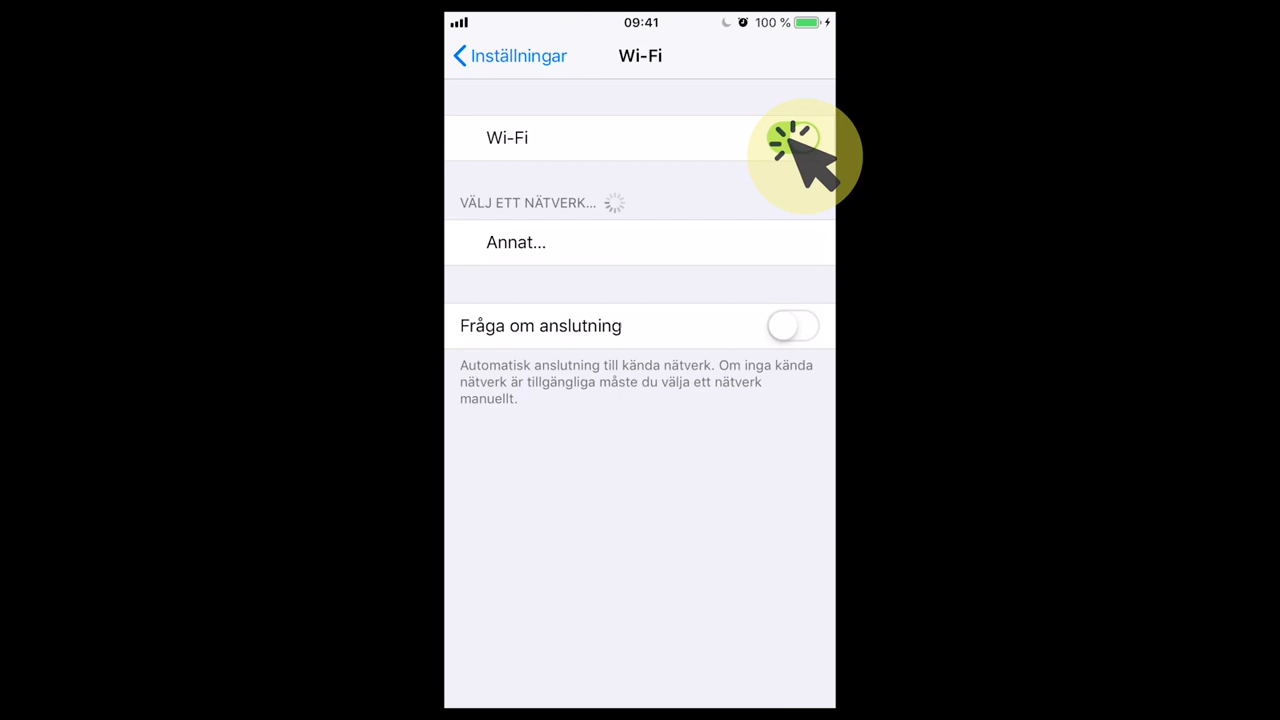 09:41
100 %
Inställningar
Wi-Fi
Wi-Fi
VÄLJ ETT NÄTVERK...
Annat...
Fråga om anslutning
Automatisk anslutning till kända nätverk. Om inga kända
nätverk är tillgängliga måste du välja ett nätverk
manuellt.